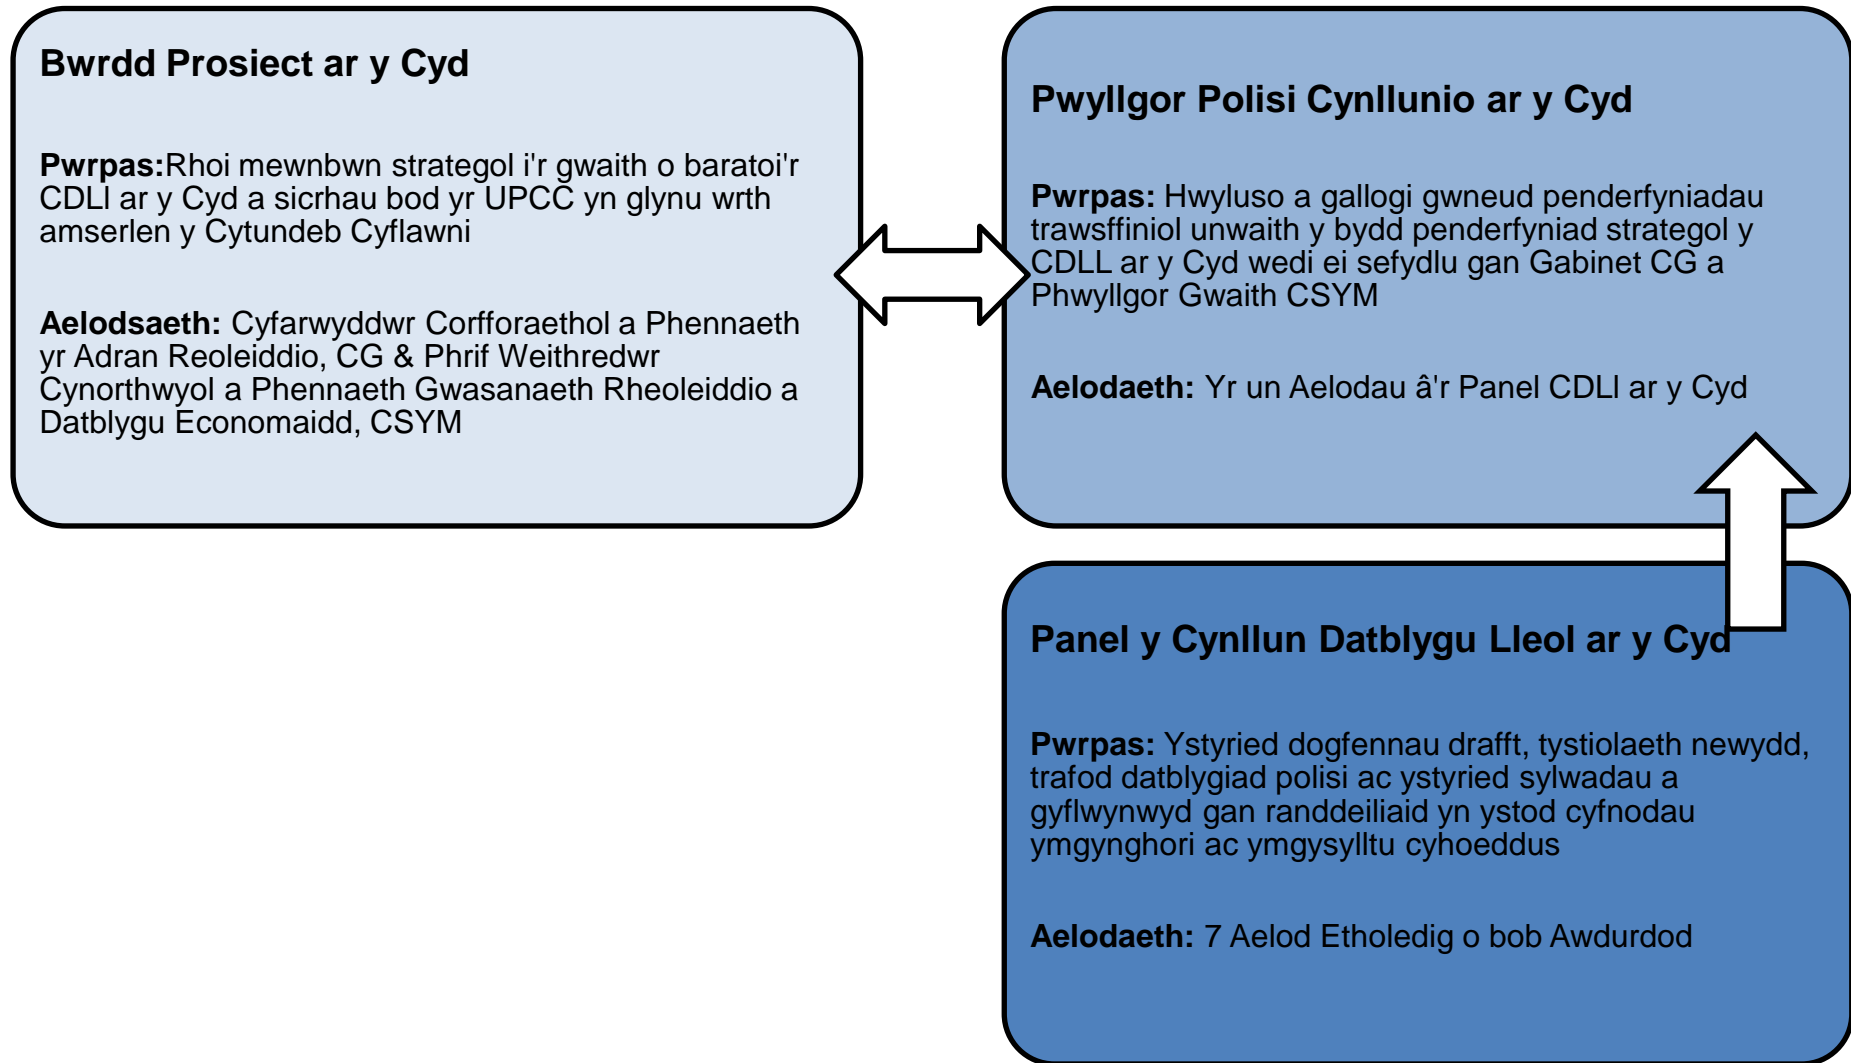 Bwrdd Prosiect ar y Cyd
Pwrpas:Rhoi mewnbwn strategol i'r gwaith o baratoi'r
CDLl ar y Cyd a sicrhau bod yr UPCC yn glynu wrth
amserlen y Cytundeb Cyflawni
Aelodsaeth: Cyfarwyddwr Corfforaethol a Phennaeth
yr Adran Reoleiddio, CG & Phrif Weithredwr
Cynorthwyol a Phennaeth Gwasanaeth Rheoleiddio a
Datblygu Economaidd, CSYM
Pwyllgor Polisi Cynllunio ar y Cyd
Pwrpas: Hwyluso a gallogi gwneud penderfyniadau
trawsffiniol unwaith y bydd penderfyniad strategol y
CDLL ar y Cyd wedi ei sefydlu gan Gabinet CG a
Phwyllgor Gwaith CSYM
Aelodaeth: Yr un Aelodau â'r Panel CDLl ar y Cyd
Panel y Cynllun Datblygu Lleol ar y Cyd
Pwrpas: Ystyried dogfennau drafft, tystiolaeth newydd,
trafod datblygiad polisi ac ystyried sylwadau a
gyflwynwyd gan randdeiliaid yn ystod cyfnodau
ymgynghori ac ymgysylltu cyhoeddus
Aelodaeth: 7 Aelod Etholedig o bob Awdurdod